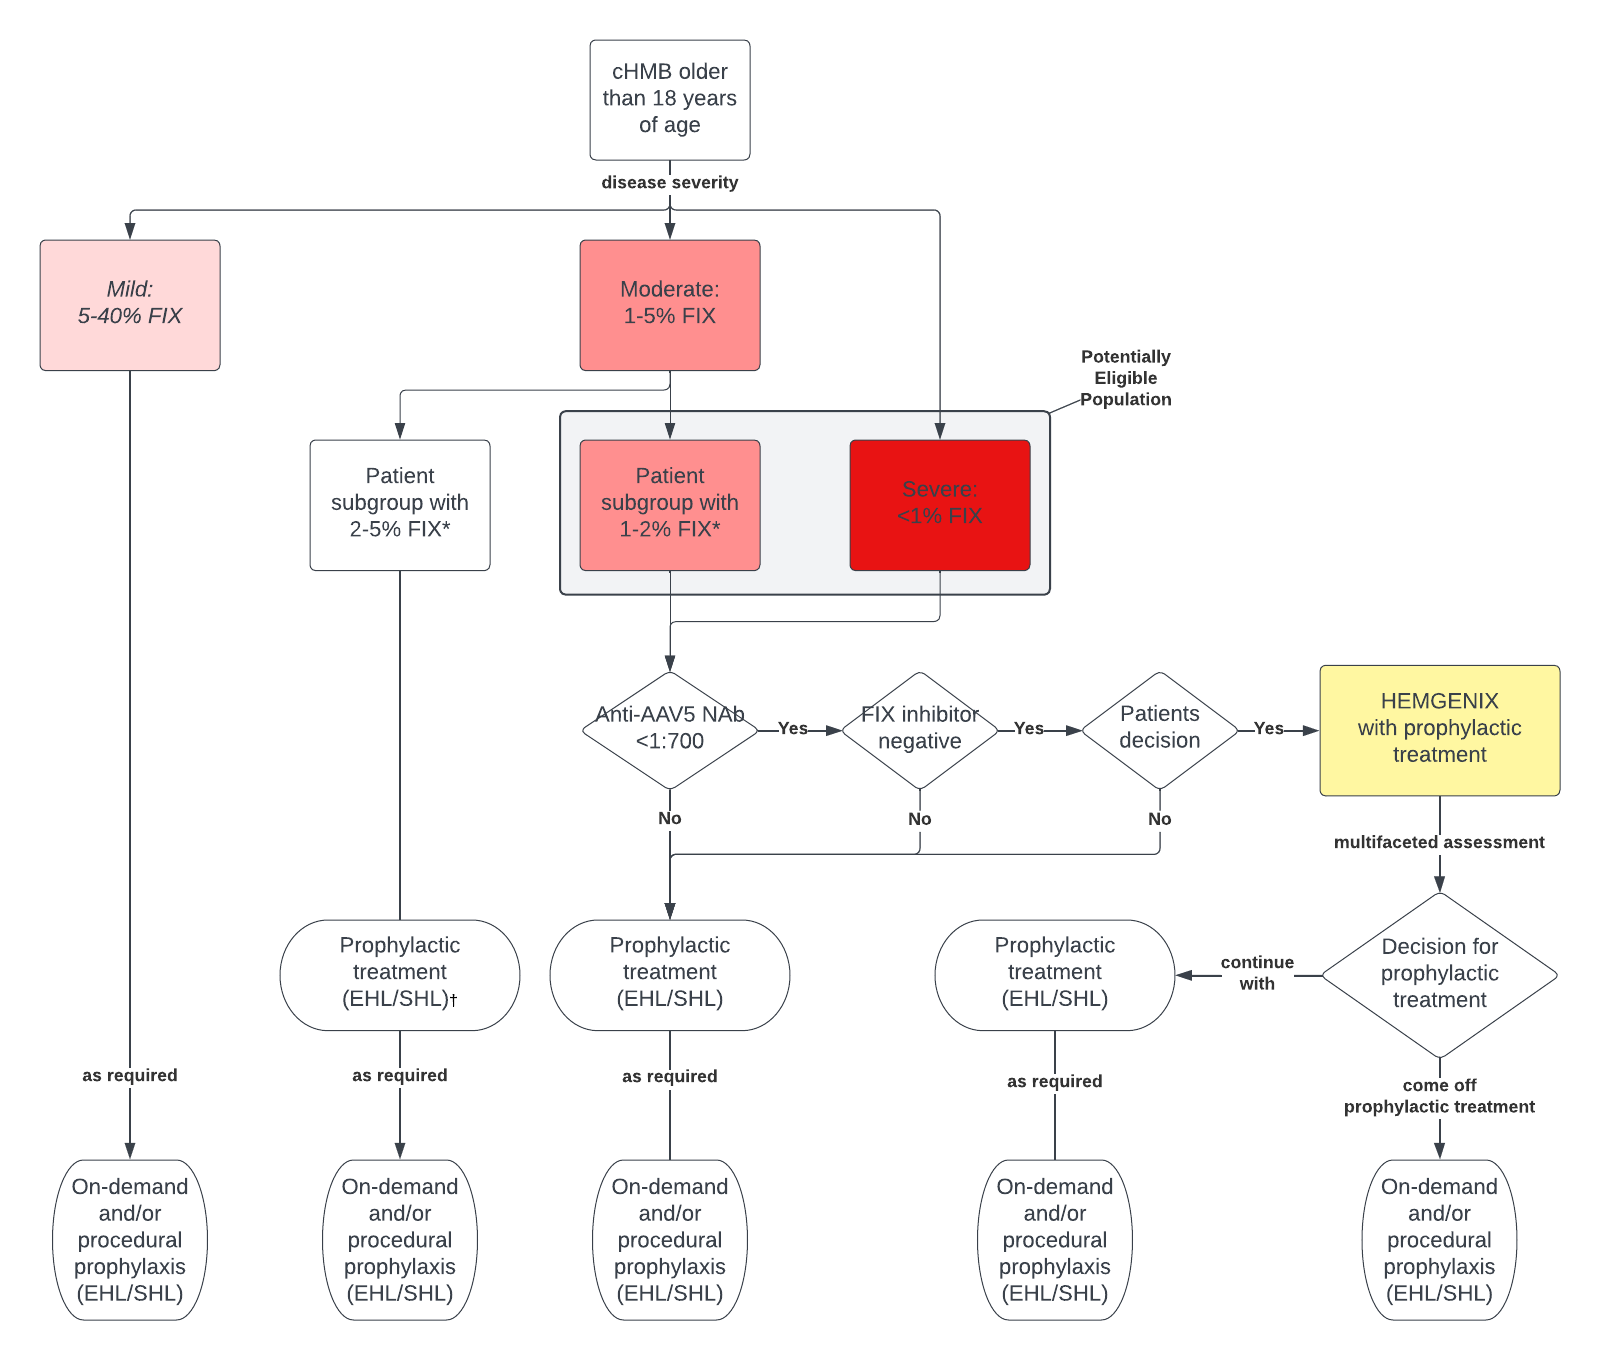 cHMB older
than 18 years
of age
disease severity
Mild:
5-40% FIX
Moderate:
1-5% FIX
Potentially
Eligible
Population
Patient
subgroup with
2-5% FIX*
Patient
subgroup with
1-2% FIX*
Severe:
<1% FIX
Anti-AAV5 NAb
<1:700
Yes
FIX inhibitor
negative
Yes
Patients
decision
Yes
HEMGENIX
with prophylactic
treatment
No
No
No
multifaceted assessment
Prophylactic
treatment
(EHL/SHL)†
Prophylactic
treatment
(EHL/SHL)
Prophylactic
treatment
(EHL/SHL)
continue
with
Decision for
prophylactic
treatment
as required
as required
as required
as required
come off
prophylactic treatment
On-demand
and/or
procedural
prophylaxis
(EHL/SHL)
On-demand
and/or
procedural
prophylaxis
(EHL/SHL)
On-demand
and/or
procedural
prophylaxis
(EHL/SHL)
On-demand
and/or
procedural
prophylaxis
(EHL/SHL)
On-demand
and/or
procedural
prophylaxis
(EHL/SHL)